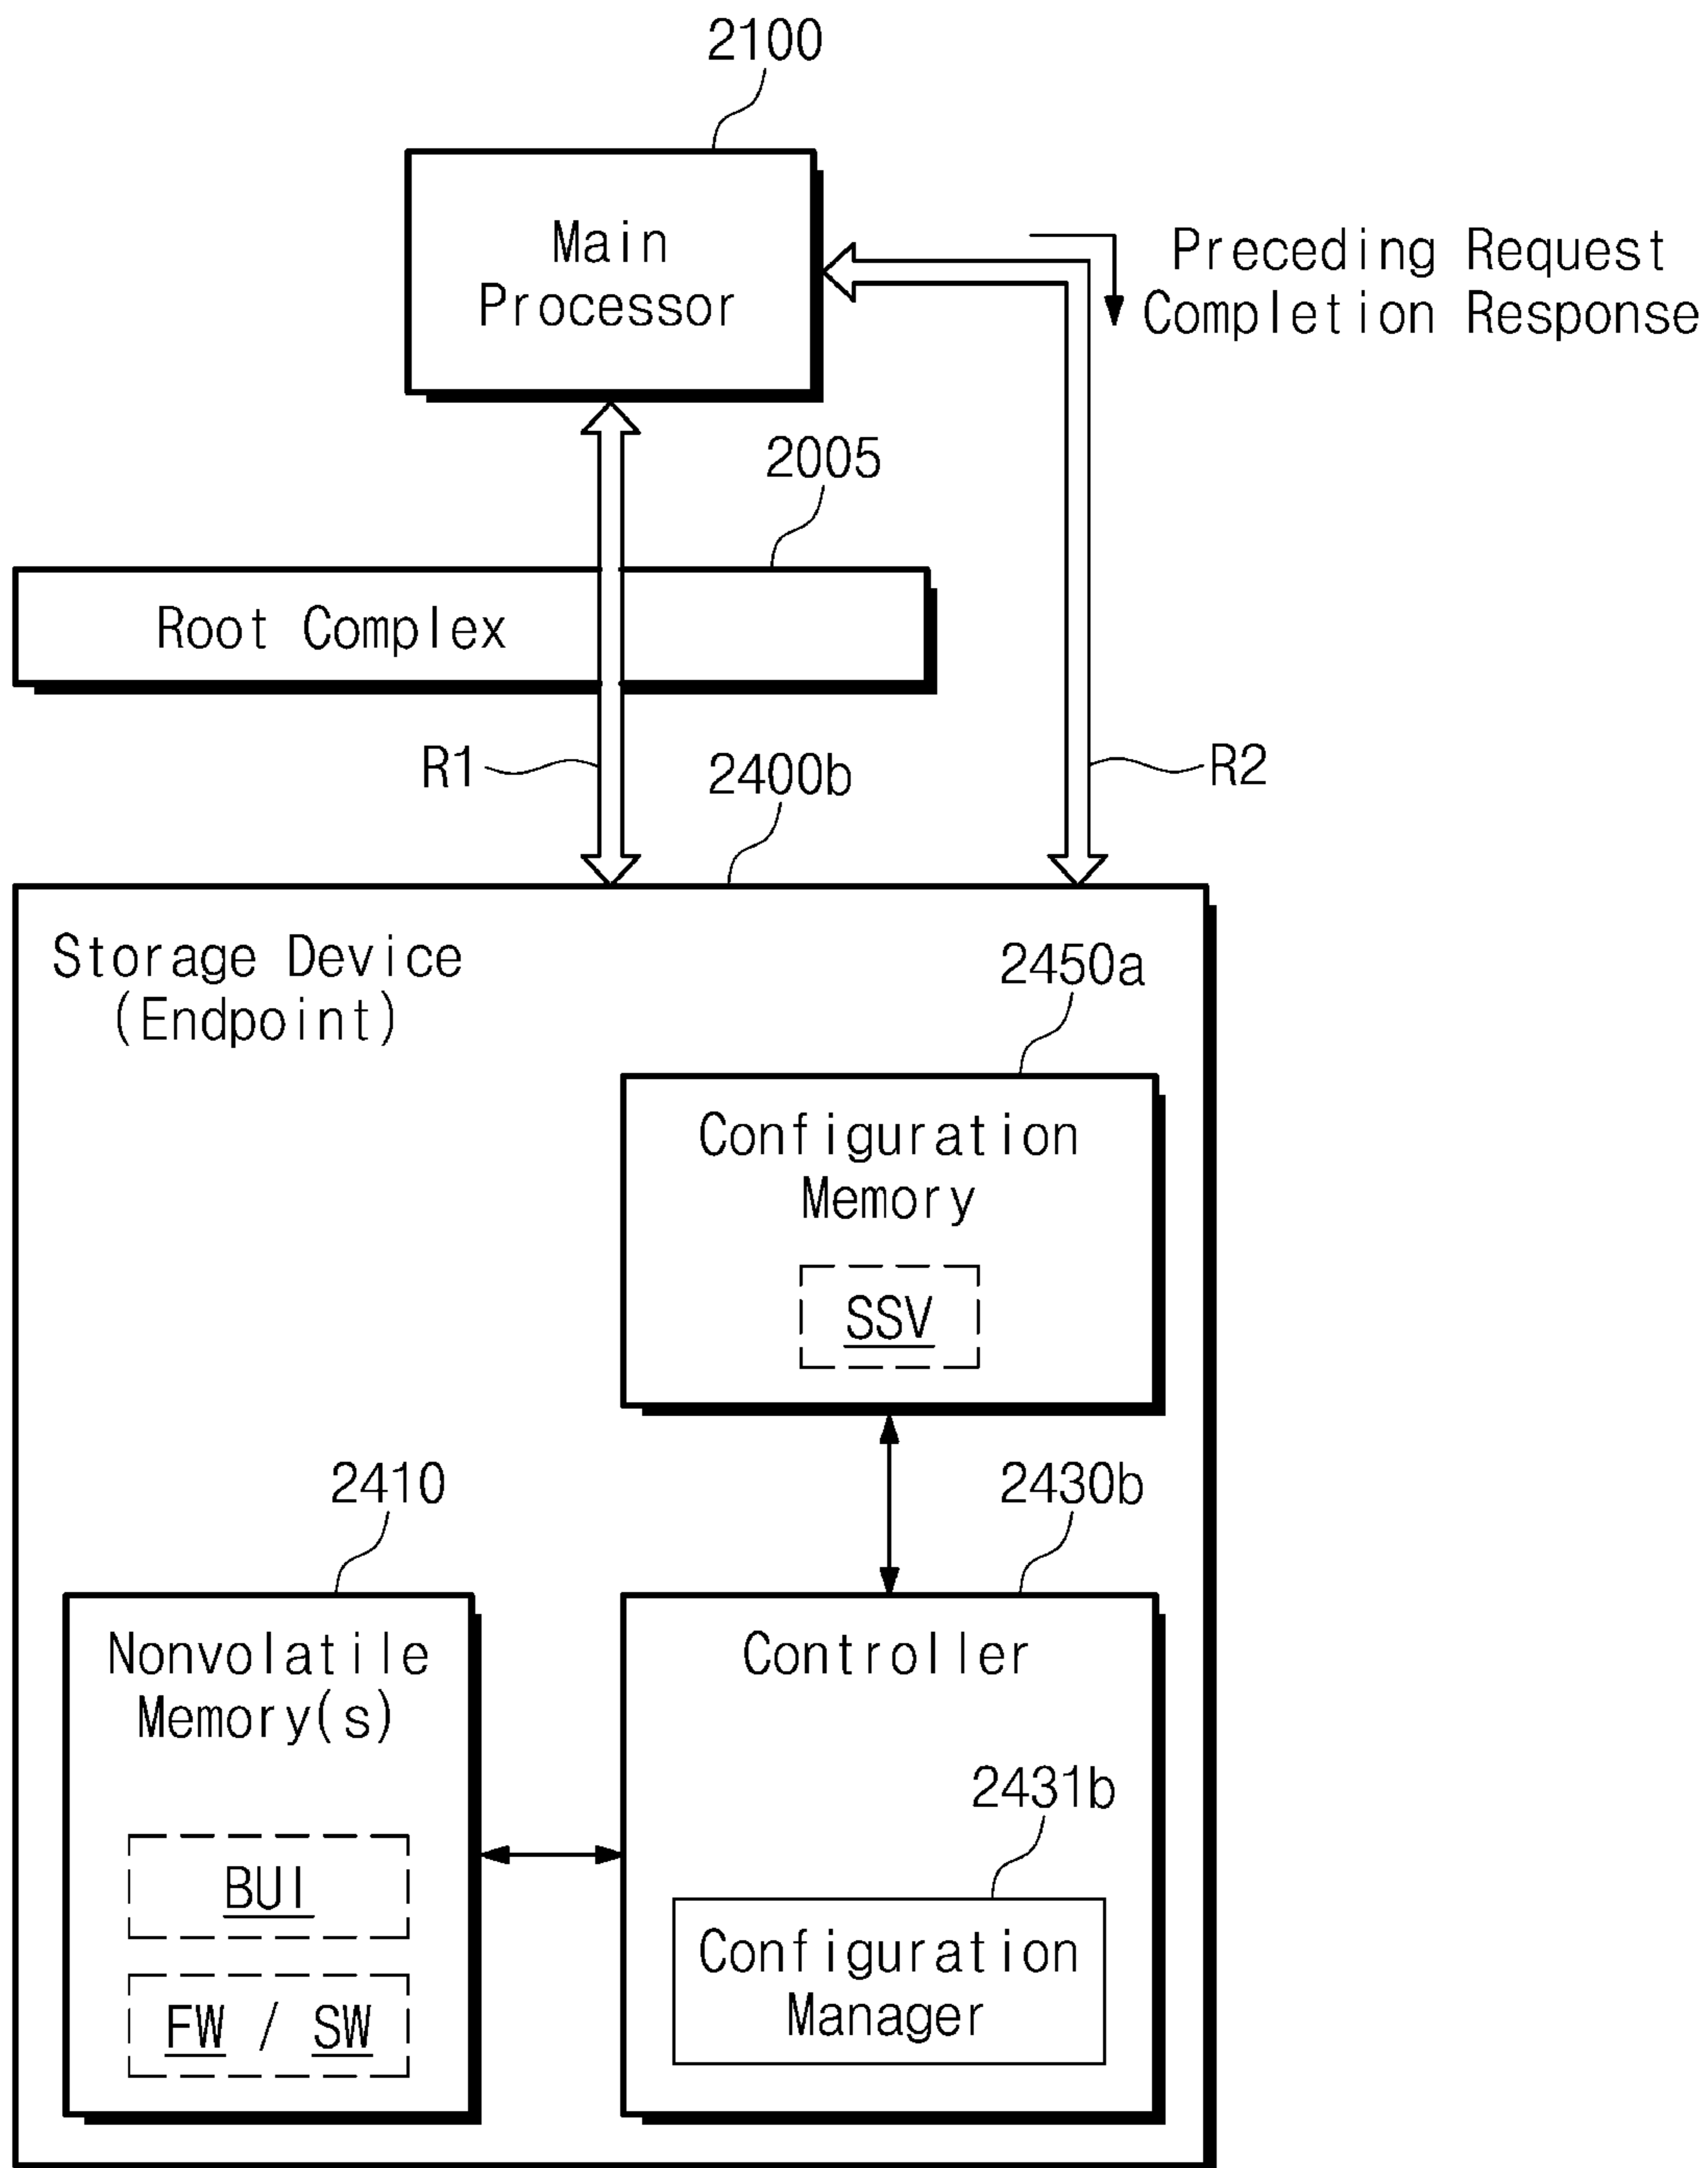 2100
Main
Processor
Preceding Request
Completion Response
2005
Root Complex
R1
2400b
R2
Storage Device
(Endpoint)
2450a
Configuration
Memory
SSV
2410
2430b
Nonvolatile
Memory(s)
Controller
2431b
BUI
Configuration
Manager
FW / SW